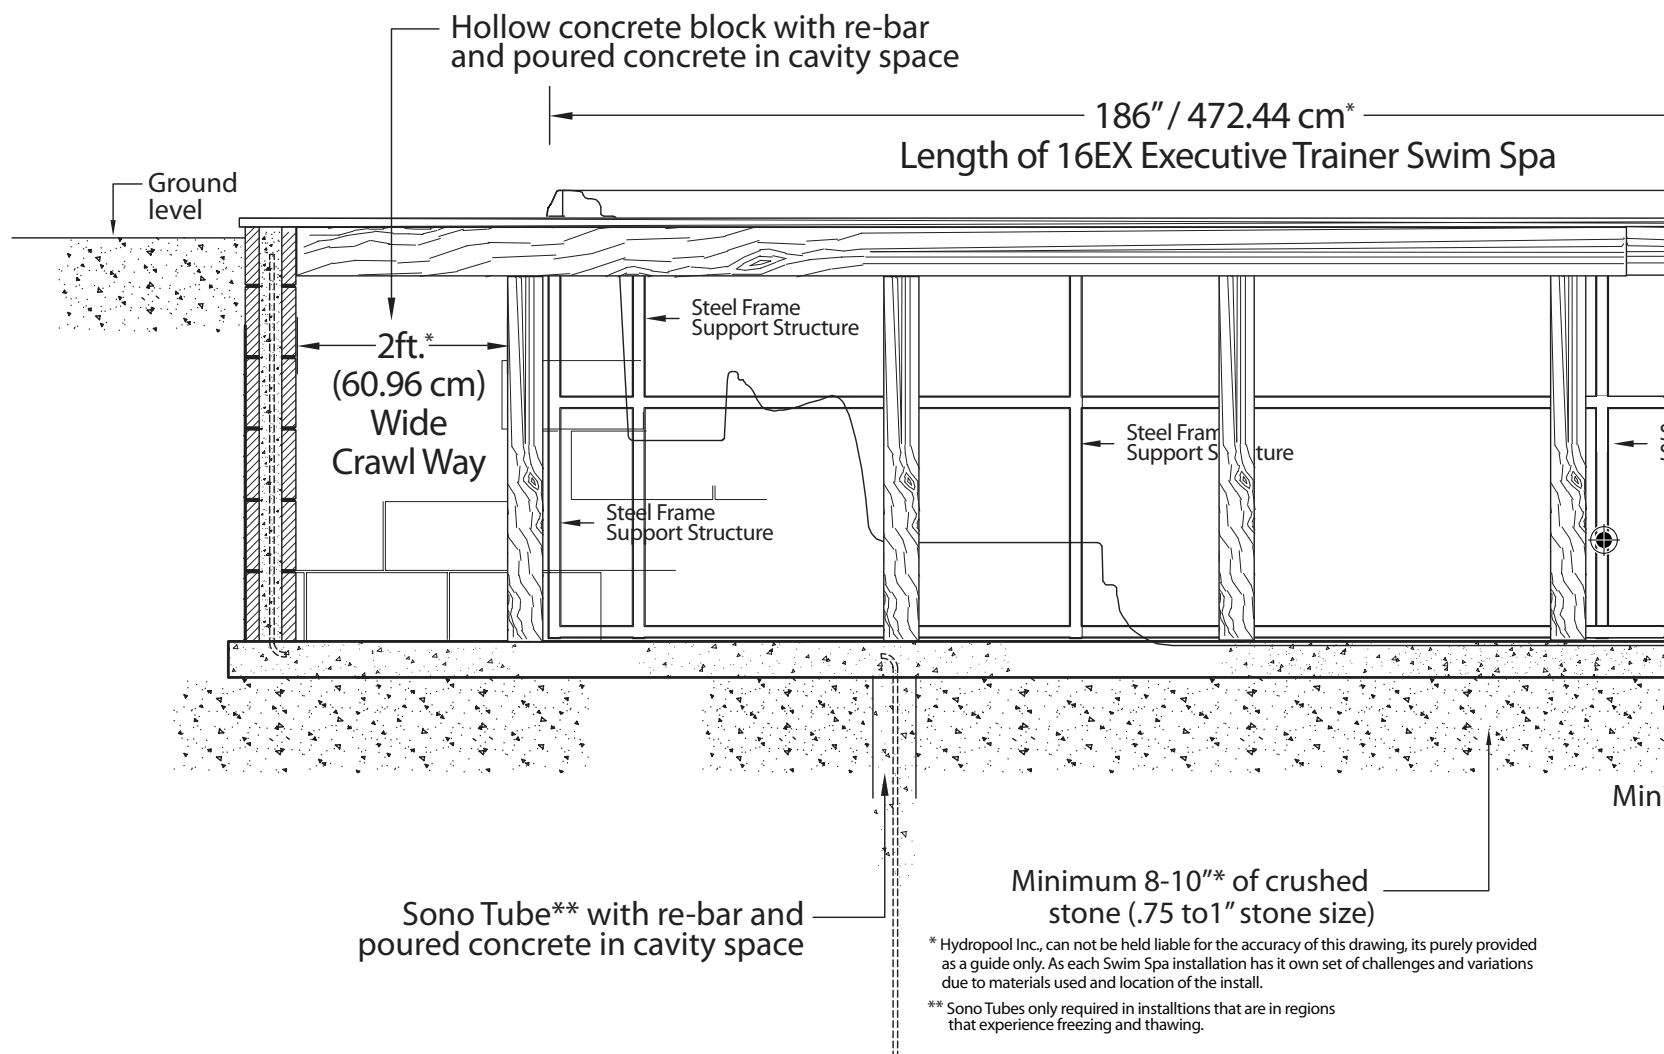 Hollow concrete block with re-bar
and poured concrete in cavity space
186" / 472.44 cm*
Length of 16EX Executive Trainer Swim Spa
Ground
level
Steel Frame
Support Structure
2ft.*
(60.96 cm)
Wide
Crawl Way
Steel Fram
Support S ture
Steel Frame
Support Structure
Min
Minimum 8-10"* of crushed
stone (.75 to1" stone size)
Sono Tube** with re-bar and
poured concrete in cavity space
* Hydropool Inc., can not be held liable for the accuracy of this drawing, its purely provided
as a guide only. As each Swim Spa installation has it own set of challenges and variations
due to materials used and location of the install.
** Sono Tubes only required in installtions that are in regions
that experience freezing and thawing.